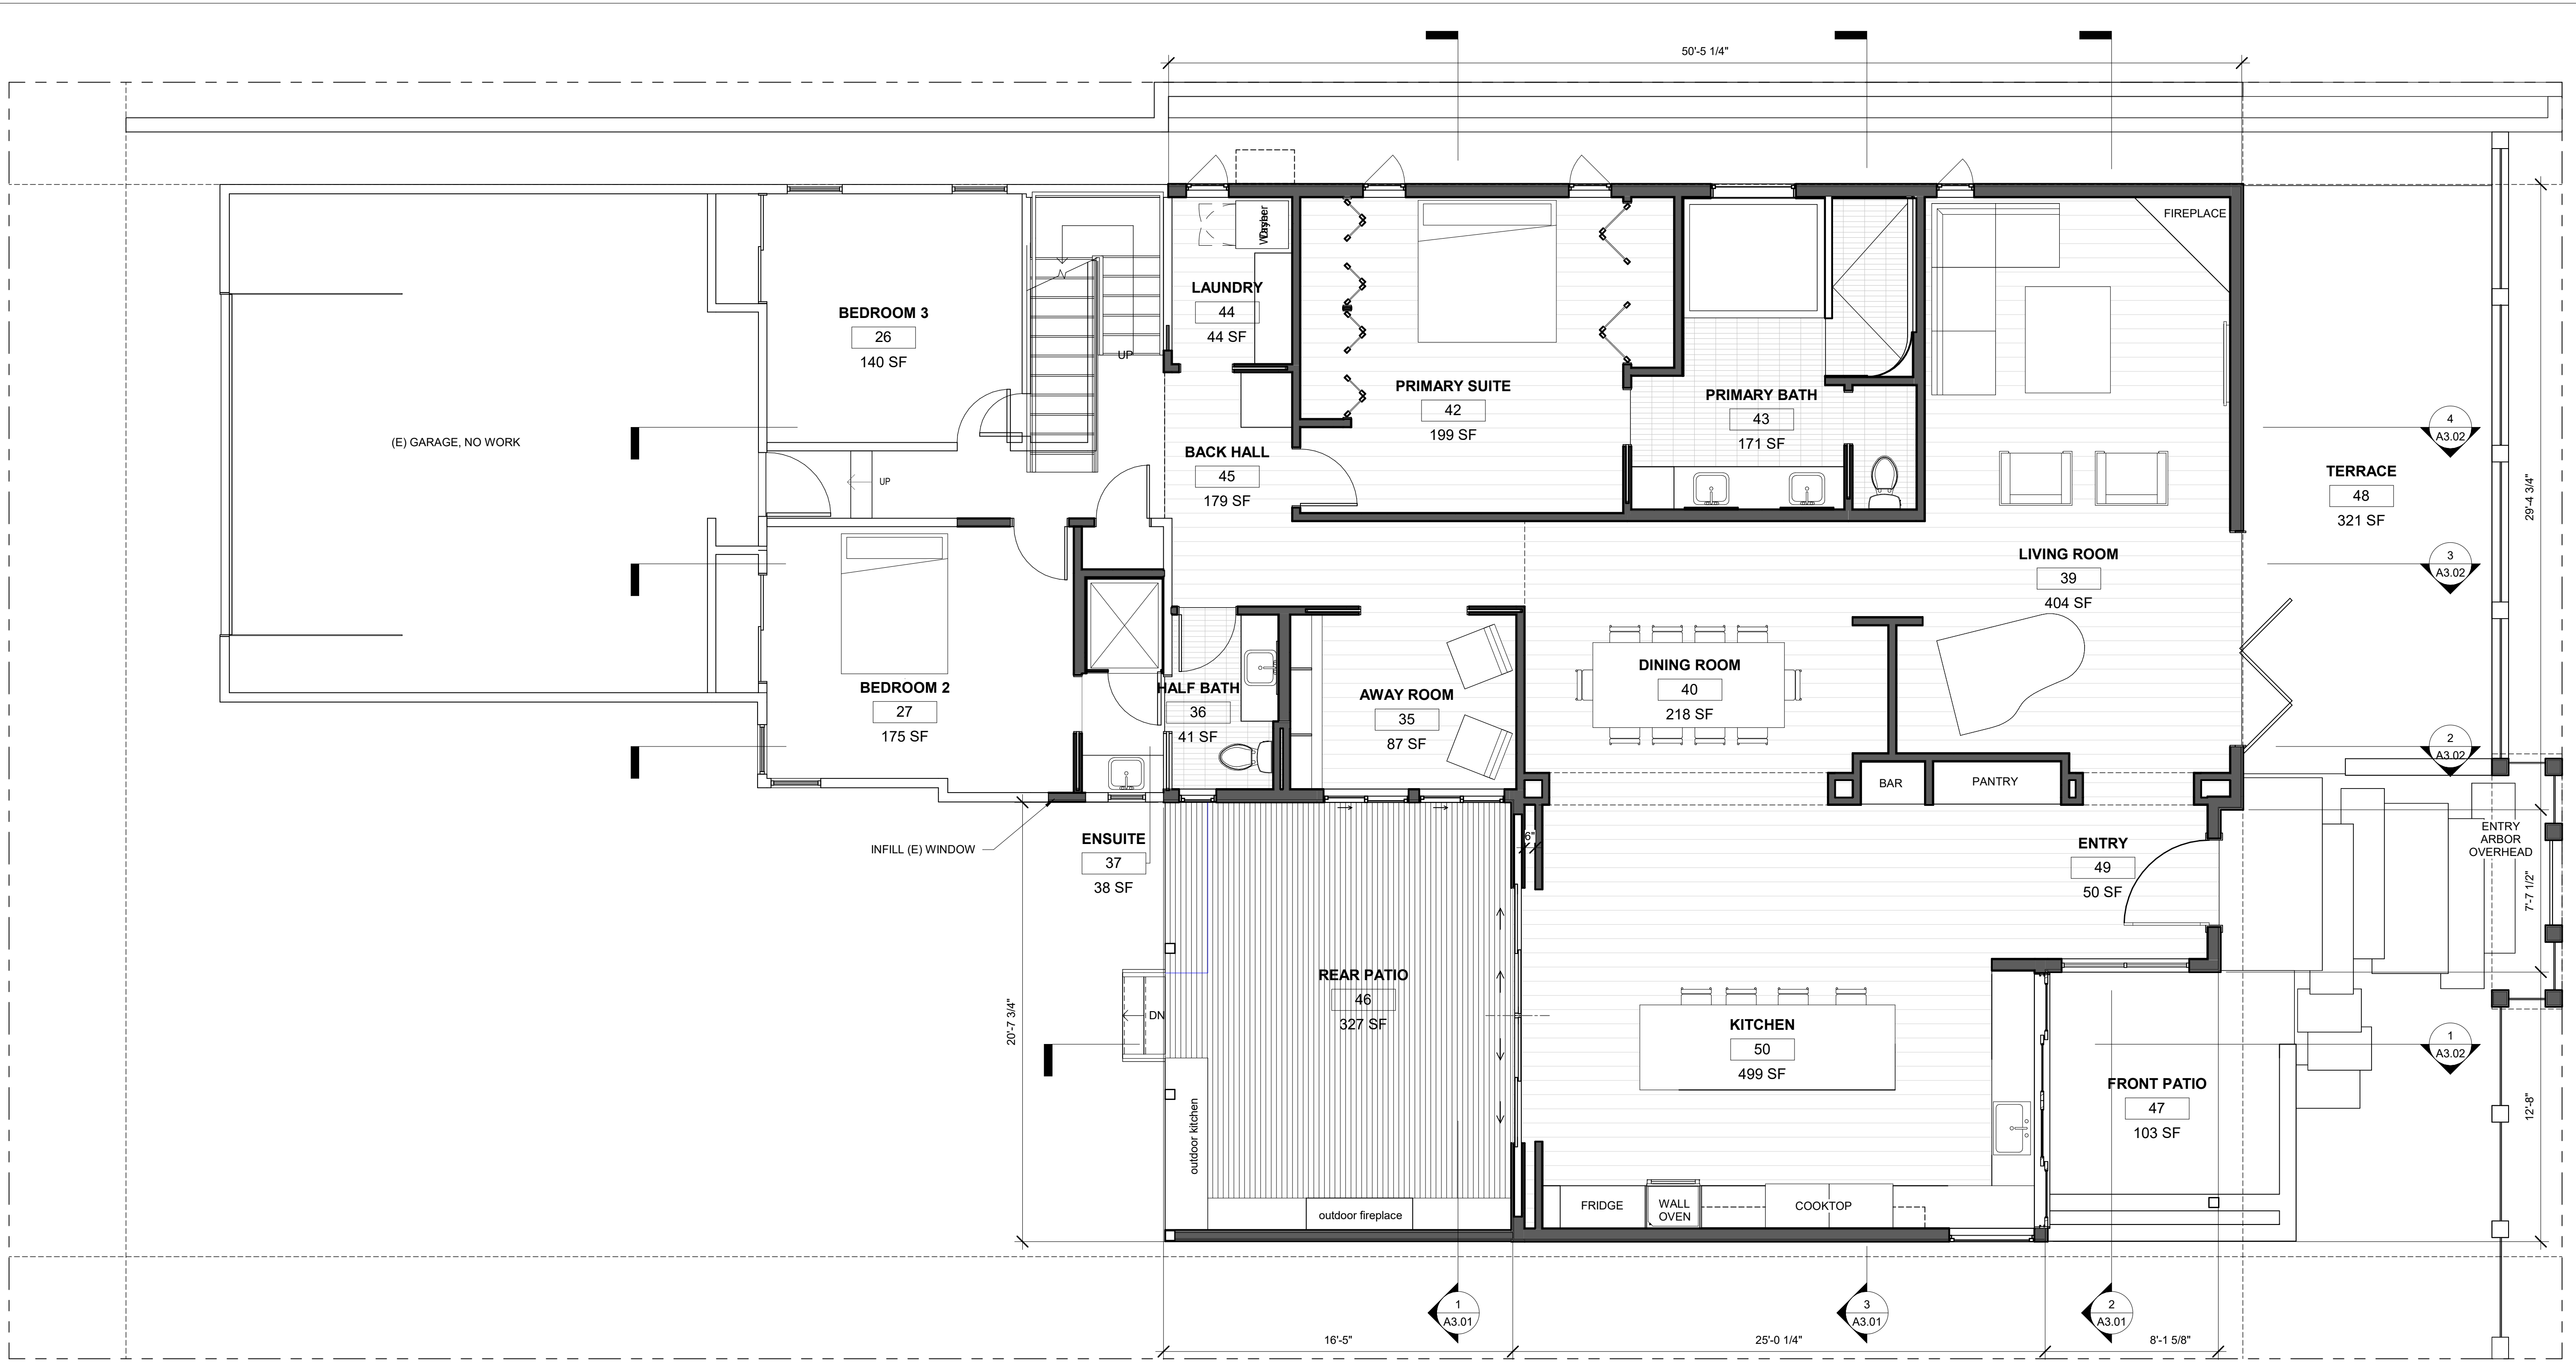 50'-5 1/4"
FIREPLACE
LAUNDRY
44
44 SF
BEDROOM 3
26
140 SF
UP
PRIMARY SUITE
42
199 SF
PRIMARY BATH
43
171 SF
(E) GARAGE, NO WORK
BACK HALL
45
179 SF
UP
4
A3.02
TERRACE
48
321 SF
29'-4 3/4"
LIVING ROOM
39
404 SF
3
A3.02
BEDROOM 2
27
175 SF
HALF BATH
36
41 SF
AWAY ROOM
35
87 SF
DINING ROOM
40
218 SF
2
A3.02
BAR
PANTRY
INFILL (E) WINDOW
ENSUITE
37
38 SF
6"
ENTRY
49
50 SF
ENTRY
ARBOR
OVERHEAD
7'-7 1/2"
REAR PATIO
46
327 SF
DN
20'-7 3/4"
KITCHEN
50
499 SF
1
A3.02
FRONT PATIO
47
103 SF
12'-8"
outdoor kitchen
outdoor fireplace
FRIDGE
WALL
OVEN
COOKTOP
1
A3.01
3
A3.01
2
A3.01
16'-5"
25'-0 1/4"
8'-1 5/8"